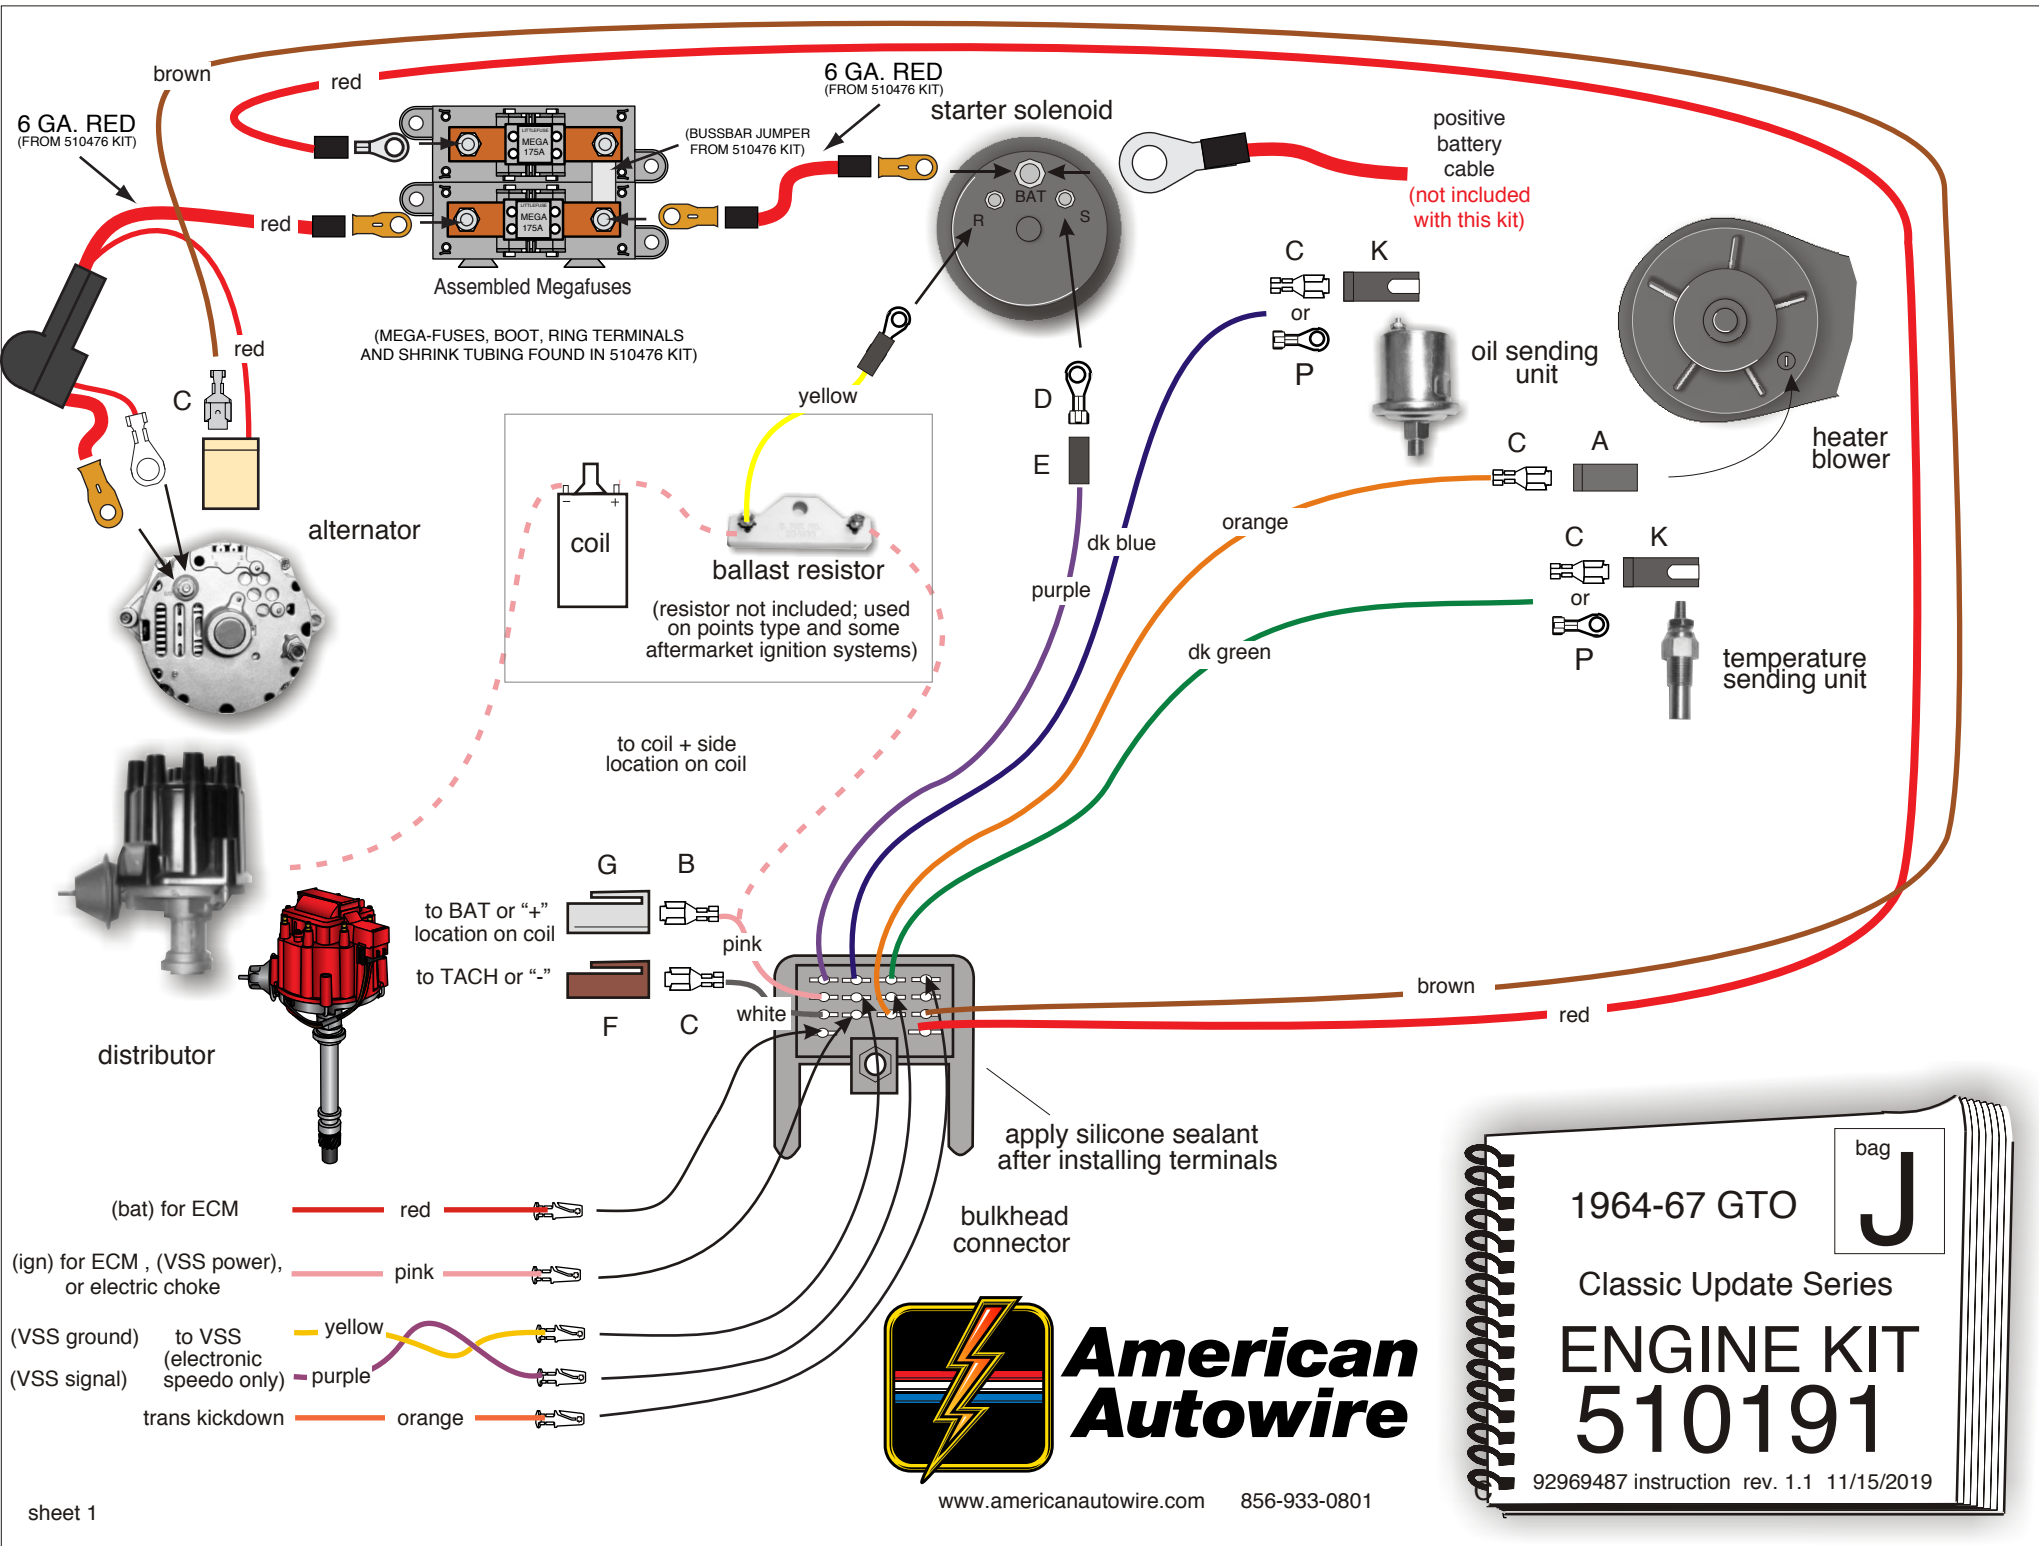 brown
red
6 GA. RED
(FROM 510476 KIT)
6 GA. RED
(FROM 510476 KIT)
red
LITTLEFUSE
MEGA
175A
LITTLEFUSE
MEGA
175A
(BUSSBAR JUMPER
FROM 510476 KIT)
Assembled Megafuses
(MEGA-FUSES, BOOT, RING TERMINALS
AND SHRINK TUBING FOUND IN 510476 KIT)
starter solenoid
BAT
R
S
positive
battery
cable
(not included
with this kit)
red
C
alternator
yellow
D
E
C
K
or
P
oil sending
unit
heater
blower
C
A
C
K
or
P
temperature
sending unit
coil
−
+
ballast resistor
(resistor not included; used
on points type and some
aftermarket ignition systems)
purple
dk blue
orange
dk green
to coil + side
location on coil
G
B
to BAT or “+”
location on coil
pink
to TACH or “-”
F
C
white
distributor
brown
red
apply silicone sealant
after installing terminals
bulkhead
connector
(bat) for ECM
red
(ign) for ECM , (VSS power),
or electric choke
pink
(VSS ground)
(VSS signal)
to VSS
(electronic
speedo only)
yellow
purple
trans kickdown
orange
American
Autowire
www.americanautowire.com
856-933-0801
bag
J
1964-67 GTO
Classic Update Series
ENGINE KIT
510191
92969487 instruction rev. 1.1 11/15/2019
sheet 1